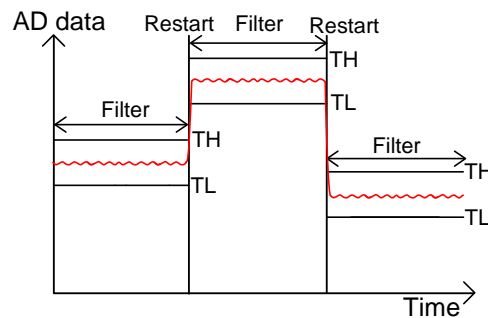 AD data
Restart
Filter
Restart
TH
TL
Filter
TH
TL
Filter
TH
TL
Time